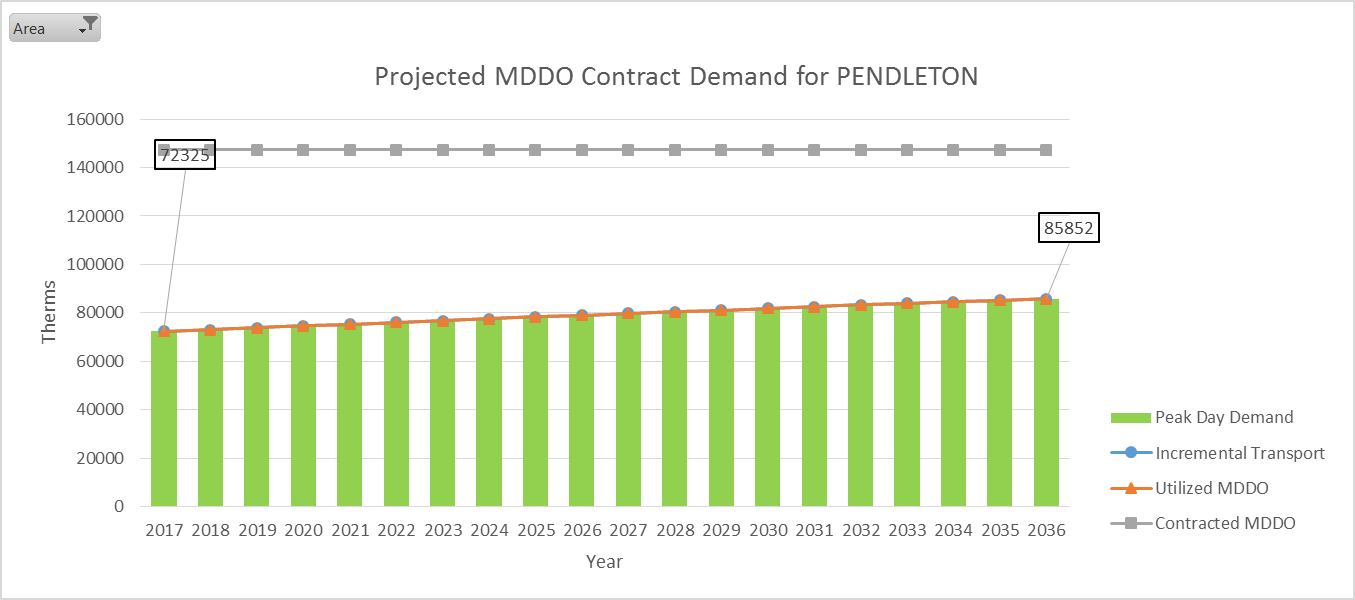 Area
Projected MDDO Contract Demand for PENDLETON
160000
140000
120000
100000
80000
60000
40000
20000
0
Therms
72325
85852
2017 2018 2019 2020 2021 2022 2023 2024 2025 2026 2027 2028 2029 2030 2031 2032 2033 2034 2035 2036
Year
Peak Day Demand
Incremental Transport
Utilized MDDO
Contracted MDDO